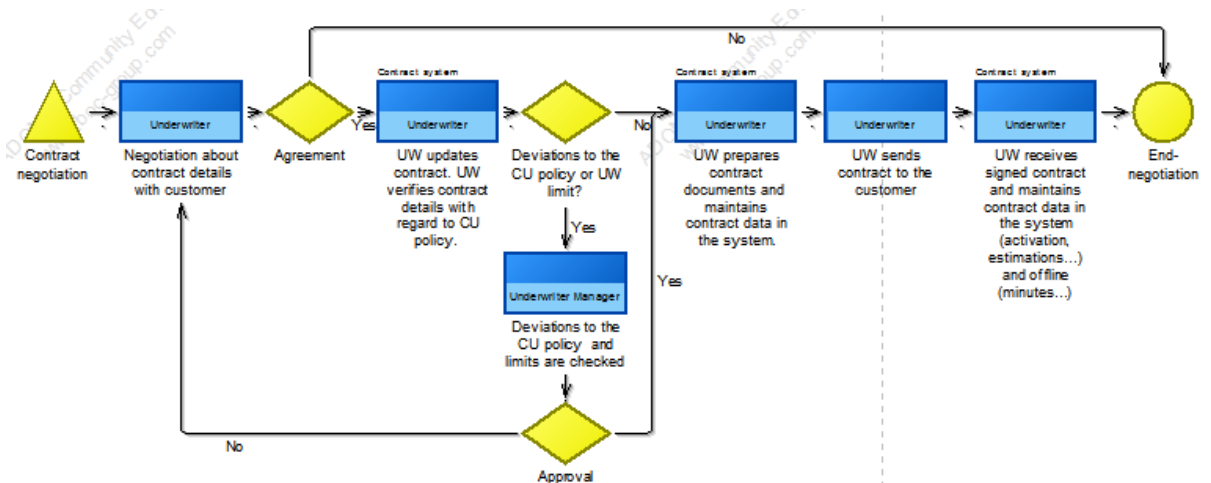 No
Contract system
Contract system
Contract system
Underwriter
Yes
Underwriter
No
Underwriter
Underwriter
Underwriter
Contract
negotiation
Negotiation about
contract details
with customer
Agreement
UW updates
contract. UW
verifies contract
details with
regard to CU
policy.
Deviations to the
CU policy or UW
limit?
UW prepares
contract
documents and
maintains
contract data in
the system.
UW sends
contract to the
customer
UW receives
signed contract
and maintains
contract data in
the system
(activation,
estimations...)
and offline
(minutes...)
End-
negotiation
Yes
Underwriter Manager
Yes
Deviations to the
CU policy and
limits are checked
No
Approval